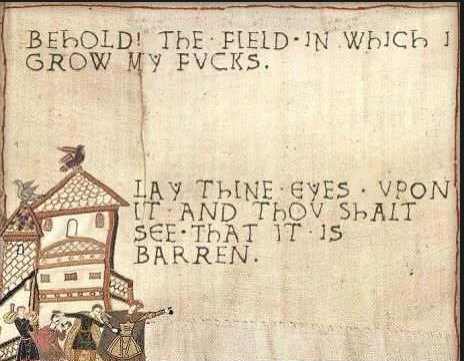 BEHOLD! THE · FIELD · IN WHICH I
GROW MY FVCKS.
LAY THINE · EYES · VPON
IT · AND THOV SHALT
SEE · THAT IT · IS
BARREN.